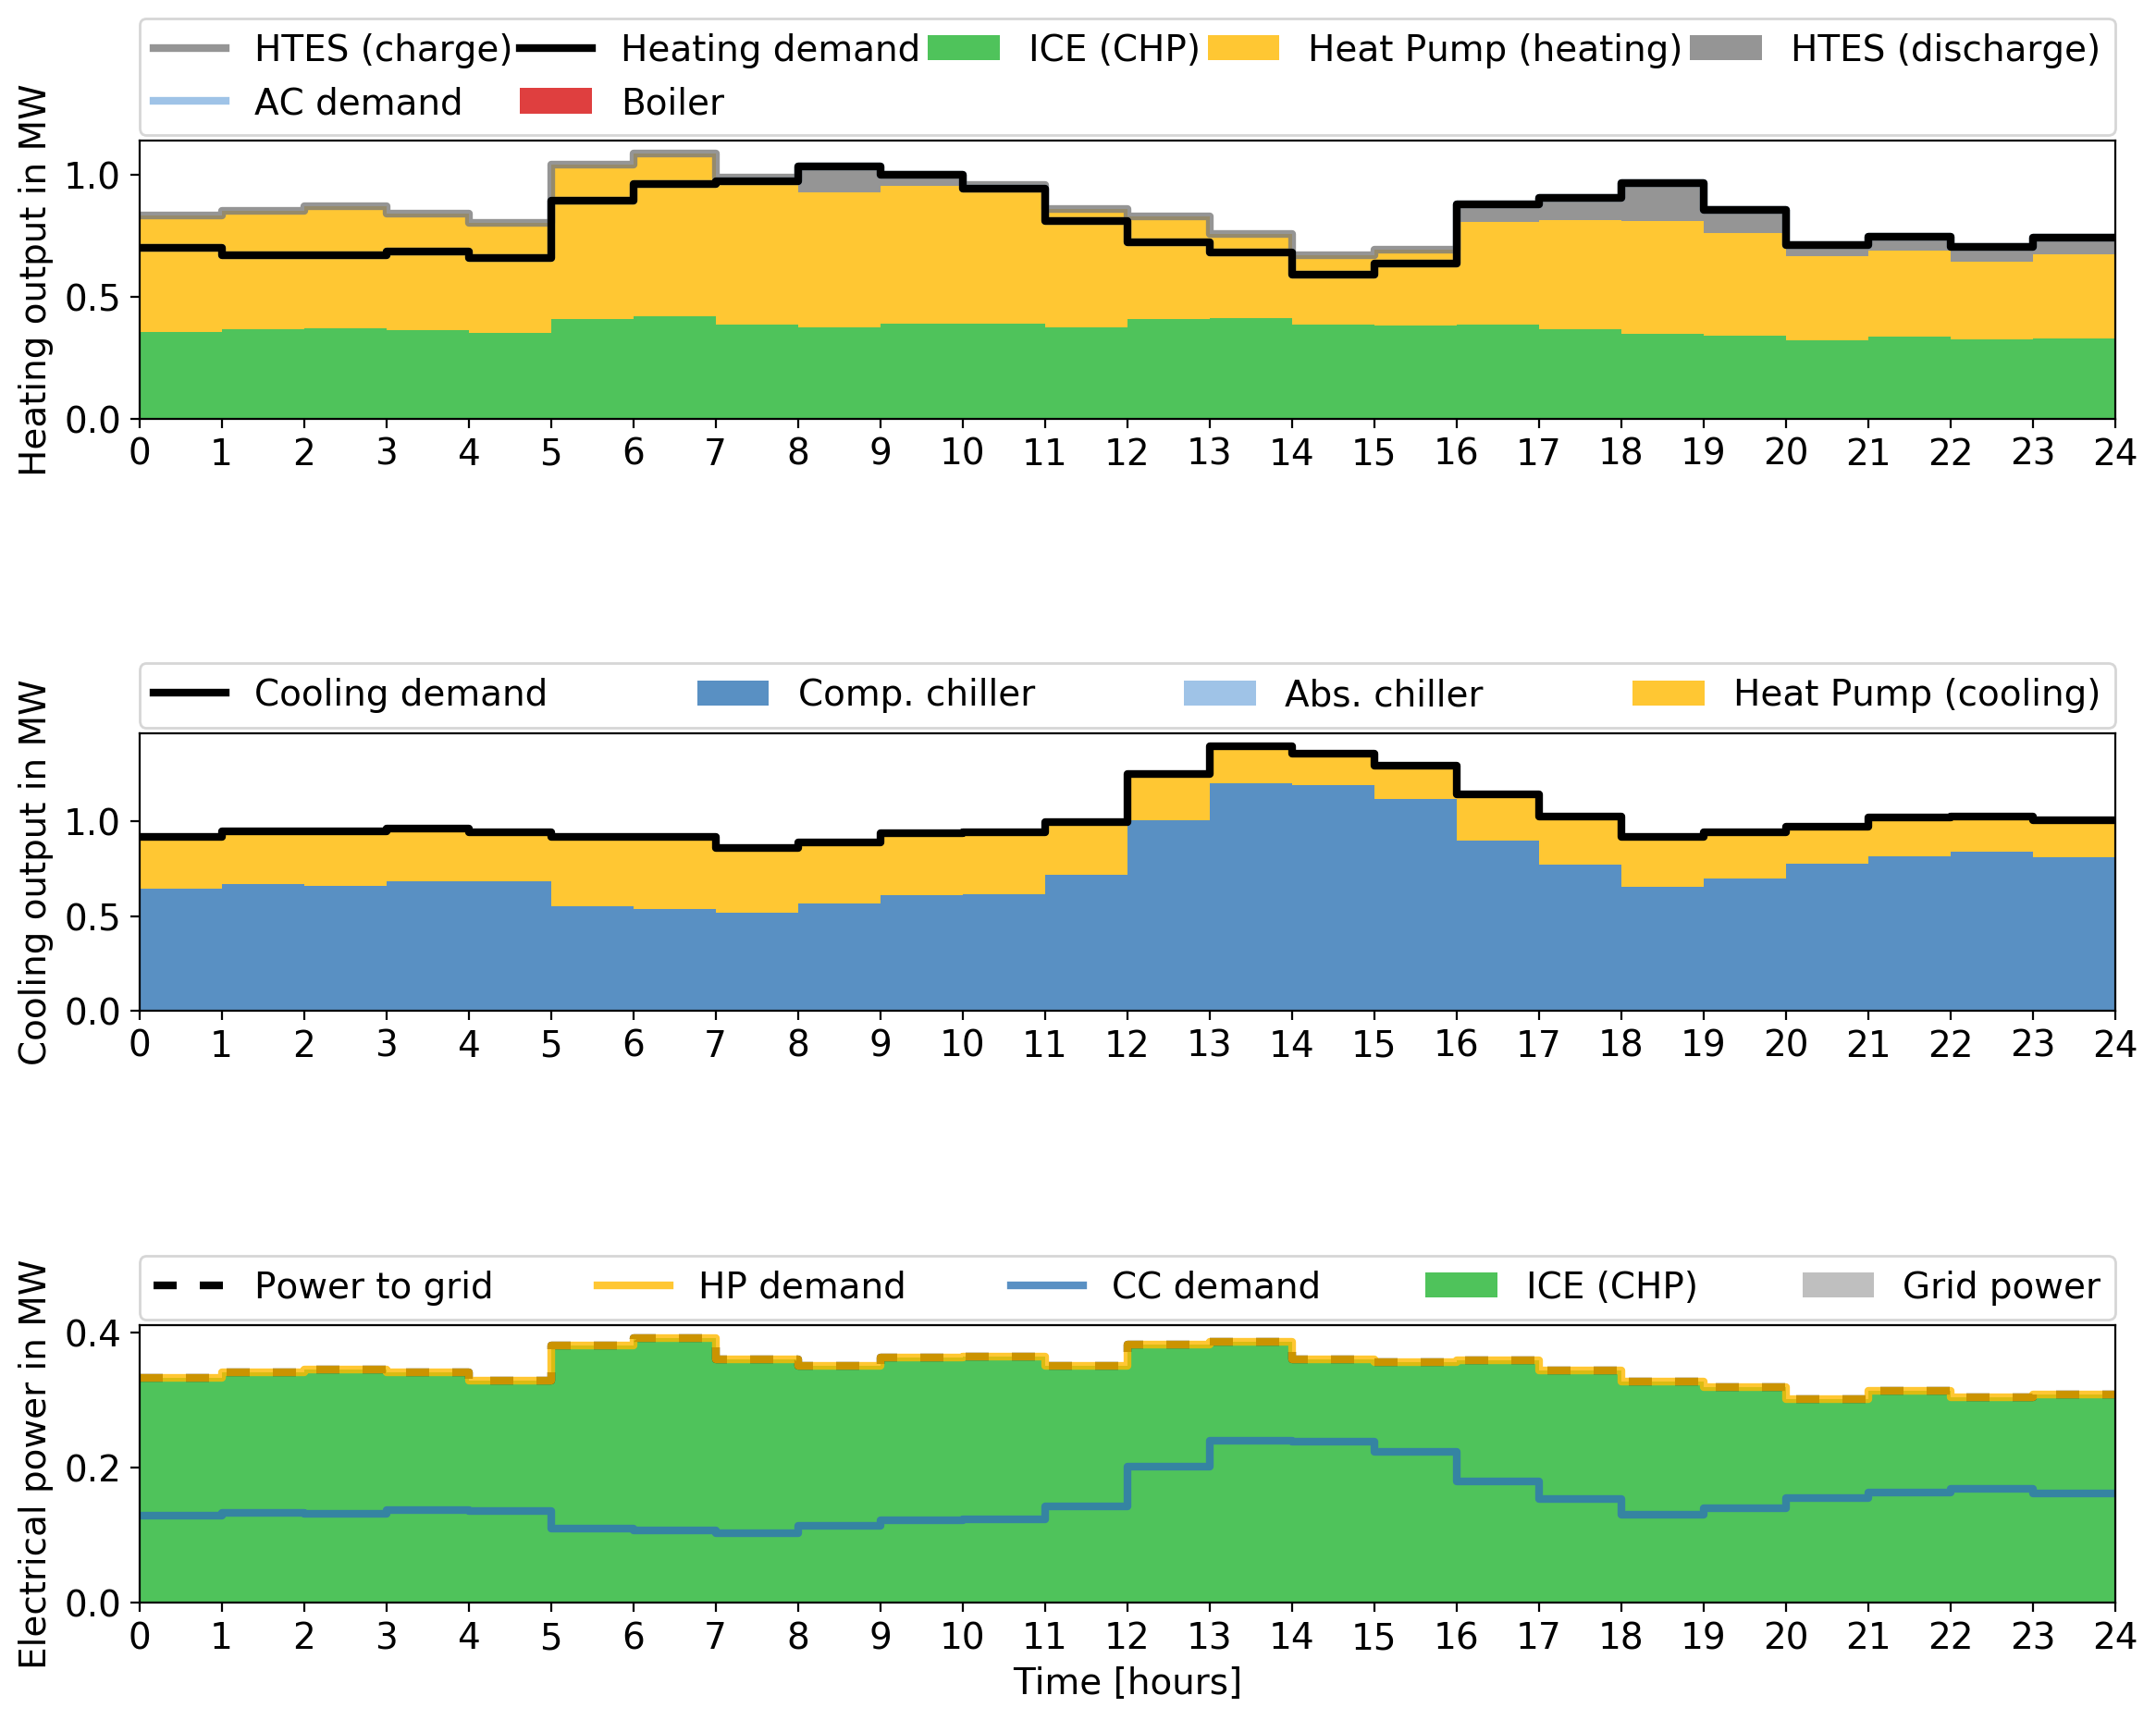 HTES (charge) Heating demand ICE (CHP) Heat Pump (heating) HTES (discharge)
AC demand Boiler
Heating output in MW
1.0
0.5
0.0
0 1 2 3 4 5 6 7 8 9 10 11 12 13 14 15 16 17 18 19 20 21 22 23 24
Cooling demand Comp. chiller Abs. chiller Heat Pump (cooling)
Cooling output in MW
1.0
0.5
0.0
0 1 2 3 4 5 6 7 8 9 10 11 12 13 14 15 16 17 18 19 20 21 22 23 24
Power to grid HP demand CC demand ICE (CHP) Grid power
Electrical power in MW
0.4
0.2
0.0
0 1 2 3 4 5 6 7 8 9 10 11 12 13 14 15 16 17 18 19 20 21 22 23 24
Time [hours]